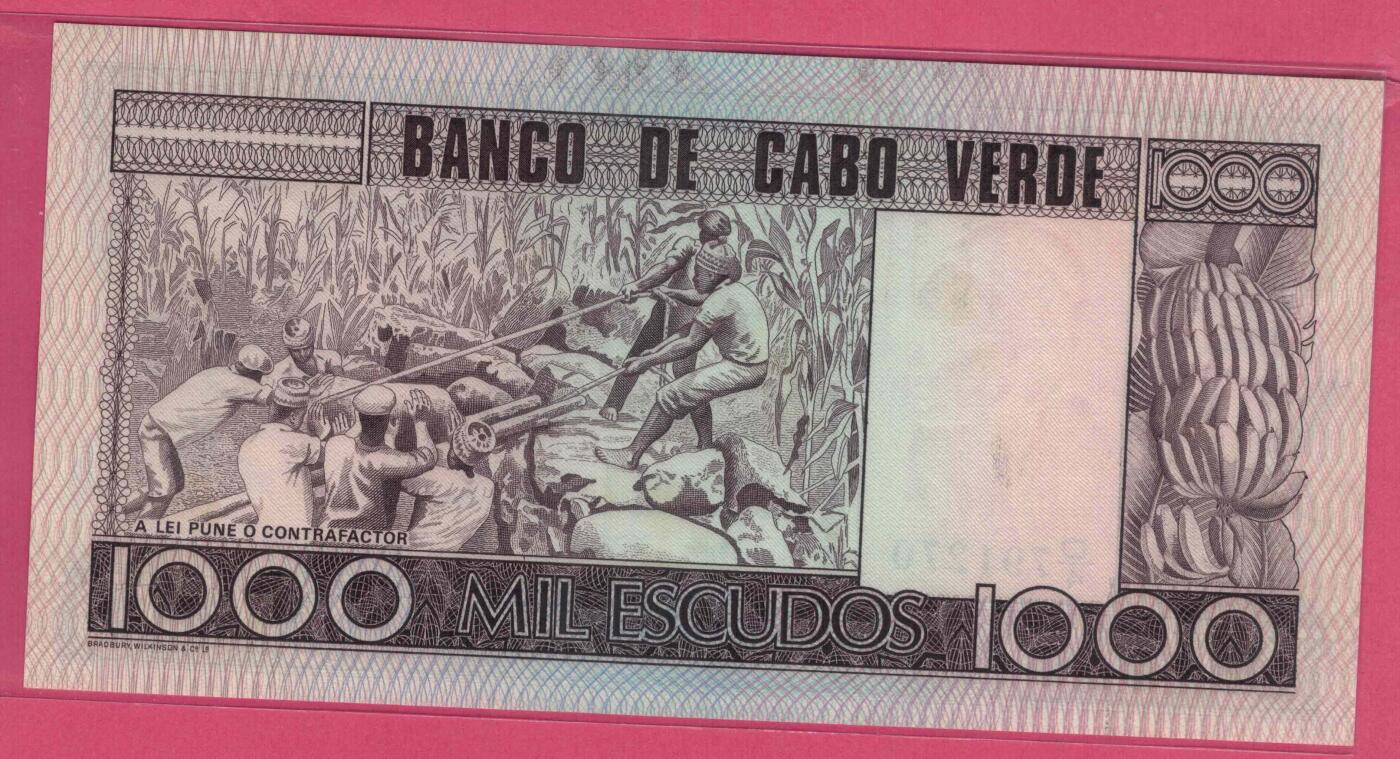 BANCO DE CABO VERDE
1000
A LEI PUNE O CONTRAFACTOR
1000 MIL ESCUDOS 1000
BRADBURY, WILKINSON & Cº Lº